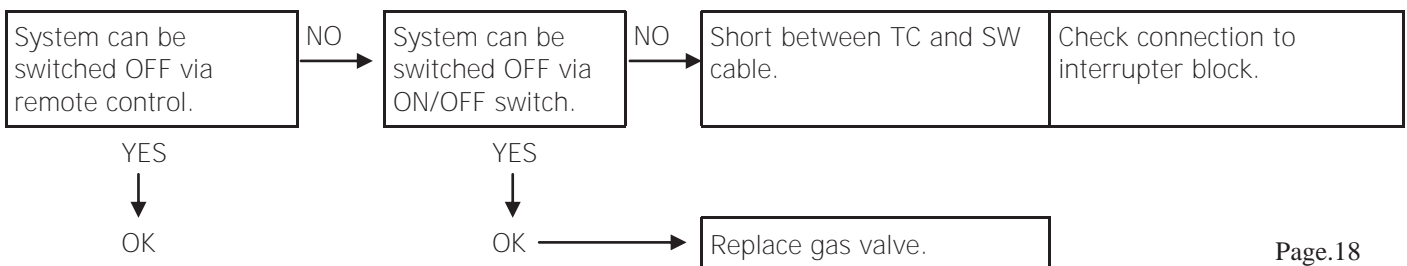 System can be
switched OFF via
remote control.
NO
System can be
switched OFF via
ON/OFF switch.
NO
Short between TC and SW
cable.
Check connection to
interrupter block.
YES
YES
OK
OK
Replace gas valve.
Page.18